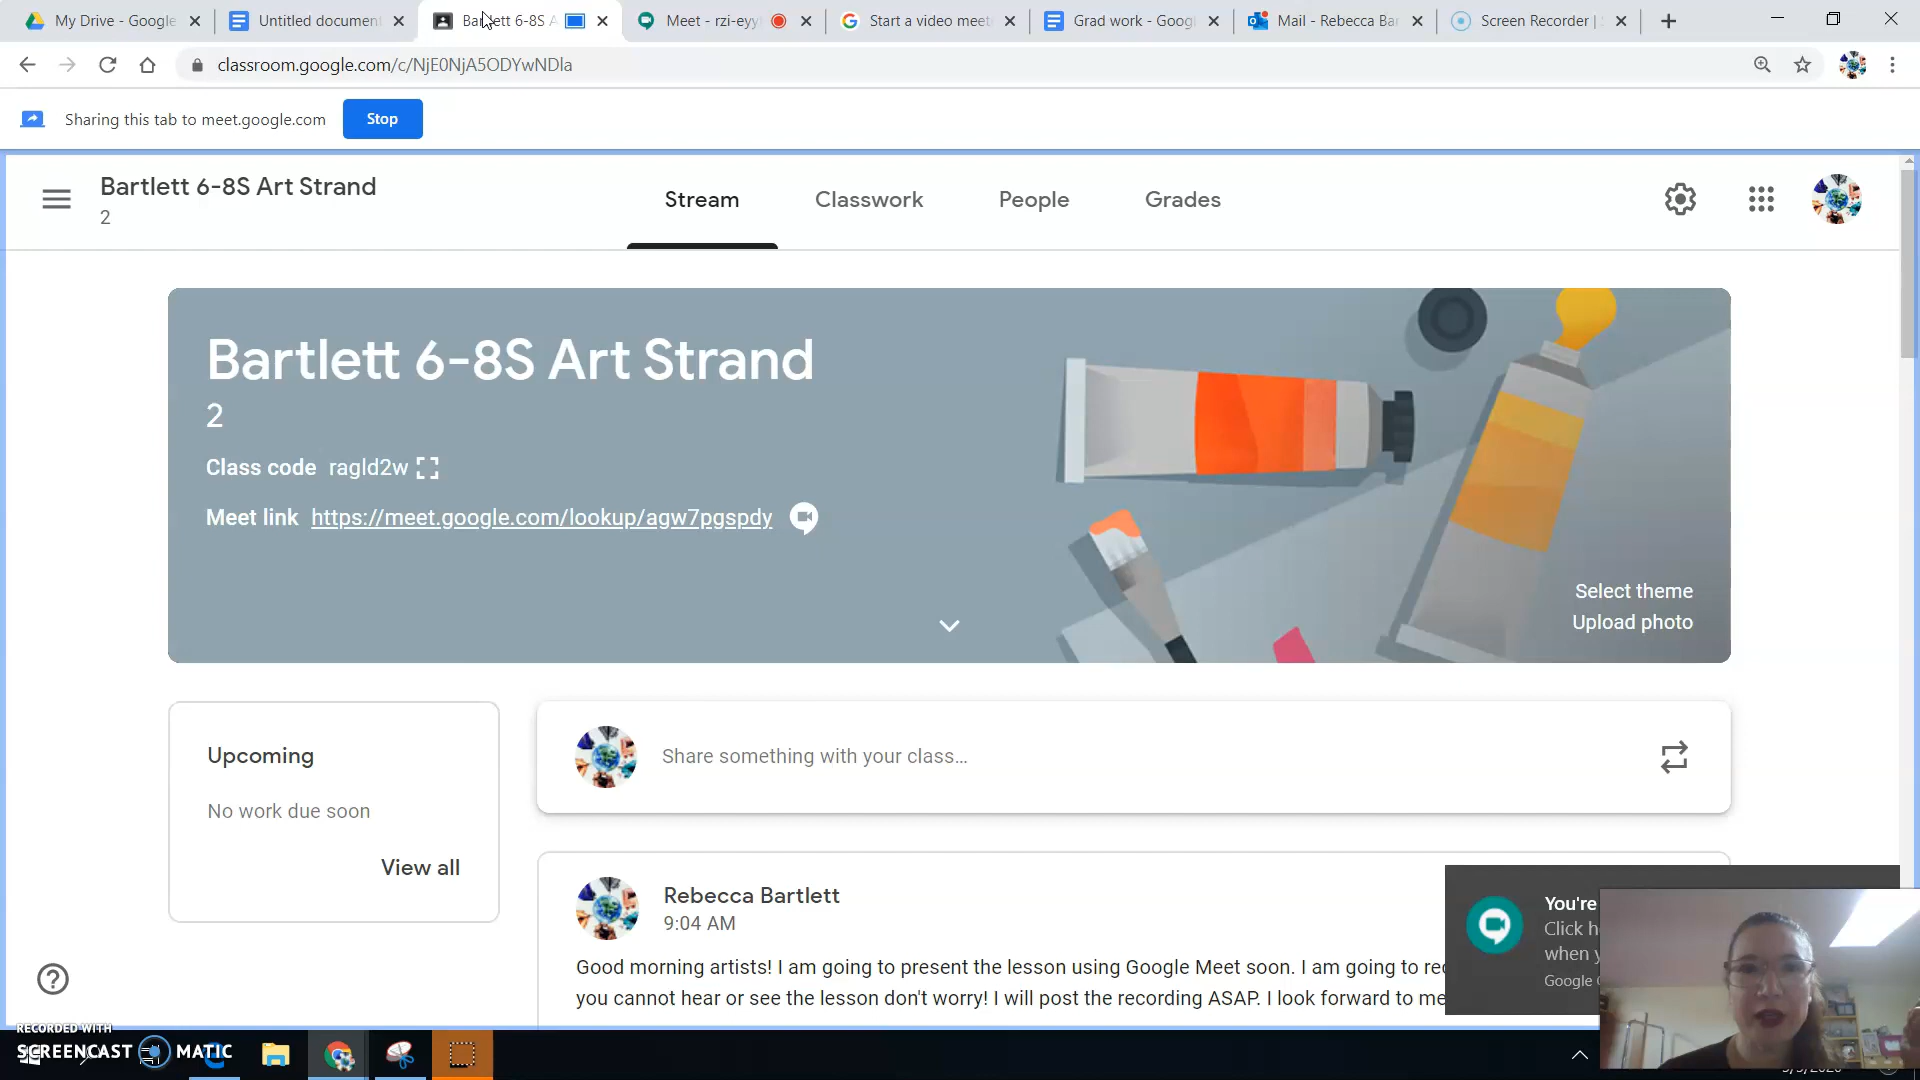 My Drive - Google
Untitled document
Bartlett 6-8S A
Meet - rzi-eyy
Start a video meet
Grad work - Googl
Mail - Rebecca Bar
Screen Recorder | S
classroom.google.com/c/NjE0NjA5ODYwNDla
Sharing this tab to meet.google.com
Stop
Bartlett 6-8S Art Strand
2
Stream
Classwork
People
Grades
Bartlett 6-8S Art Strand
2
Class code ragld2w
Meet link https://meet.google.com/lookup/agw7pgspdy
Select theme
Upload photo
Upcoming
No work due soon
View all
Share something with your class...
Rebecca Bartlett
9:04 AM
Good morning artists! I am going to present the lesson using Google Meet soon. I am going to rec
you cannot hear or see the lesson don't worry! I will post the recording ASAP. I look forward to me
You're
Click h
when y
Google
RECORDED WITH
SCREENCAST MATIC